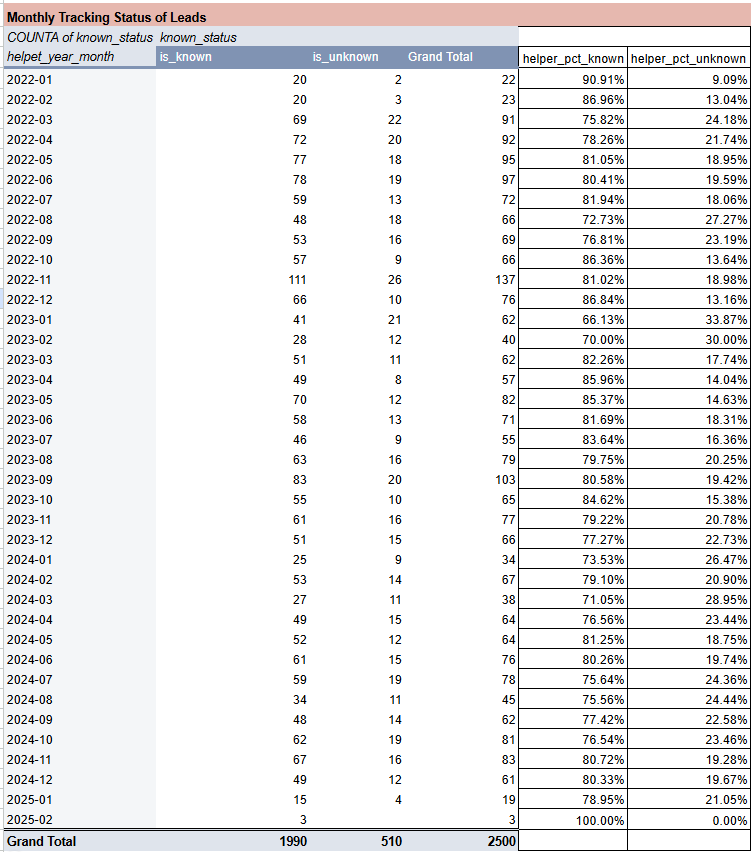 Monthly Tracking Status of Leads
COUNTA of known_status known_status
helpet_year_month is_known is_unknown Grand Total helper_pct_known helper_pct_unknown
2022-01 20 2 22 90.91% 9.09%
2022-02 20 3 23 86.96% 13.04%
2022-03 69 22 91 75.82% 24.18%
2022-04 72 20 92 78.26% 21.74%
2022-05 77 18 95 81.05% 18.95%
2022-06 78 19 97 80.41% 19.59%
2022-07 59 13 72 81.94% 18.06%
2022-08 48 18 66 72.73% 27.27%
2022-09 53 16 69 76.81% 23.19%
2022-10 57 9 66 86.36% 13.64%
2022-11 111 26 137 81.02% 18.98%
2022-12 66 10 76 86.84% 13.16%
2023-01 41 21 62 66.13% 33.87%
2023-02 28 12 40 70.00% 30.00%
2023-03 51 11 62 82.26% 17.74%
2023-04 49 8 57 85.96% 14.04%
2023-05 70 12 82 85.37% 14.63%
2023-06 58 13 71 81.69% 18.31%
2023-07 46 9 55 83.64% 16.36%
2023-08 63 16 79 79.75% 20.25%
2023-09 83 20 103 80.58% 19.42%
2023-10 55 10 65 84.62% 15.38%
2023-11 61 16 77 79.22% 20.78%
2023-12 51 15 66 77.27% 22.73%
2024-01 25 9 34 73.53% 26.47%
2024-02 53 14 67 79.10% 20.90%
2024-03 27 11 38 71.05% 28.95%
2024-04 49 15 64 76.56% 23.44%
2024-05 52 12 64 81.25% 18.75%
2024-06 61 15 76 80.26% 19.74%
2024-07 59 19 78 75.64% 24.36%
2024-08 34 11 45 75.56% 24.44%
2024-09 48 14 62 77.42% 22.58%
2024-10 62 19 81 76.54% 23.46%
2024-11 67 16 83 80.72% 19.28%
2024-12 49 12 61 80.33% 19.67%
2025-01 15 4 19 78.95% 21.05%
2025-02 3 3 100.00% 0.00%
Grand Total 1990 510 2500